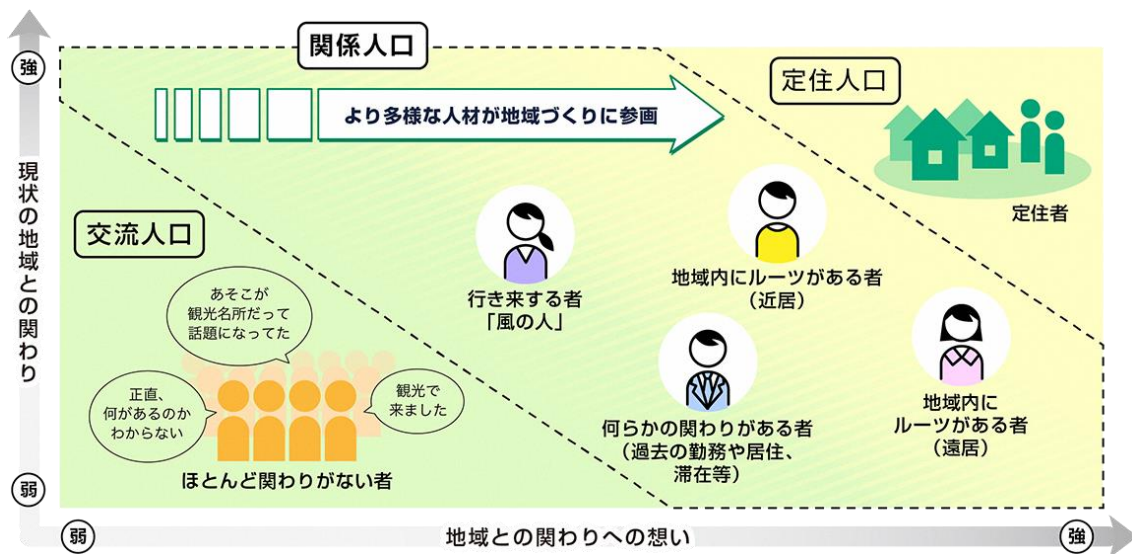 強
現状の地域との関わり
弱
関係人口
より多様な人材が地域づくりに参画
定住人口
定住者
交流人口
あそこが
観光名所だって
話題になってた
正直、
何があるのか
わからない
観光で
来ました
ほとんど関わりがない者
行き来する者
「風の人」
地域内にルーツがある者
（近居）
何らかの関わりがある者
（過去の勤務や居住、
滞在等）
地域内に
ルーツがある者
（遠居）
弱
地域との関わりへの想い
強